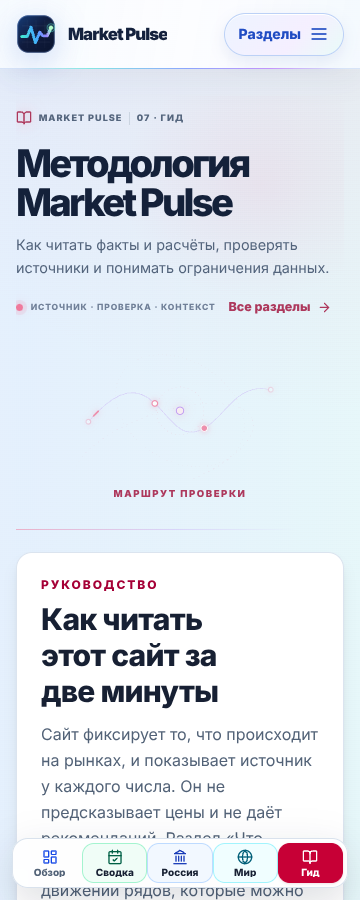 Market Pulse
Разделы
MARKET PULSE | 07 · ГИД
Методология
Market Pulse
Как читать факты и расчёты, проверять
источники и понимать ограничения данных.
ИСТОЧНИК · ПРОВЕРКА · КОНТЕКСТ
Все разделы →
МАРШРУТ ПРОВЕРКИ
РУКОВОДСТВО
Как читать
этот сайт за
две минуты
Сайт фиксирует то, что происходит
на рынках, и показывает источник
у каждого числа. Он не
предсказывает цены и не даёт
рекомендаций. Раздел «Что
Обзор
Сводка
Россия
Мир
Гид
движении рядов, которые можно